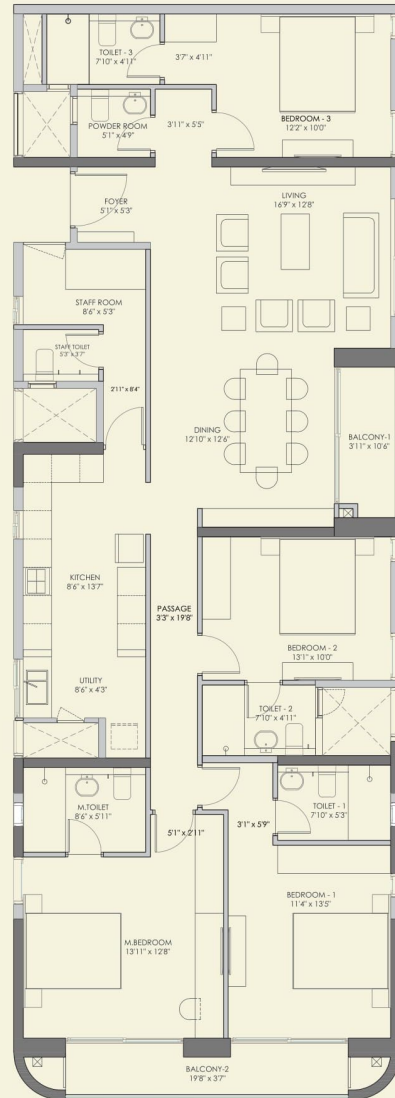 TOILET - 3
7'10" x 4'11"
3'7" x 4'11"
BEDROOM - 3
12'2" x 10'0"
POWDER ROOM
5'1" x 4'9"
3'11" x 5'5"
FOYER
5'1" x 5'3"
LIVING
16'9" x 12'8"
STAFF ROOM
8'6" x 5'3"
STAFF TOILET
5'3" x 3'7"
2'11" x 8'4"
DINING
12'10" x 12'6"
BALCONY-1
3'11" x 10'6"
KITCHEN
8'6" x 13'7"
PASSAGE
3'3" x 19'8"
BEDROOM - 2
13'1" x 10'0"
UTILITY
8'6" x 4'3"
TOILET - 2
7'10" x 4'11"
M.TOILET
8'6" x 5'11"
TOILET - 1
7'10" x 5'3"
5'1" x 2'11"
3'1" x 5'9"
BEDROOM - 1
11'4" x 13'5"
M.BEDROOM
13'11" x 12'8"
BALCONY-2
19'8" x 3'7"